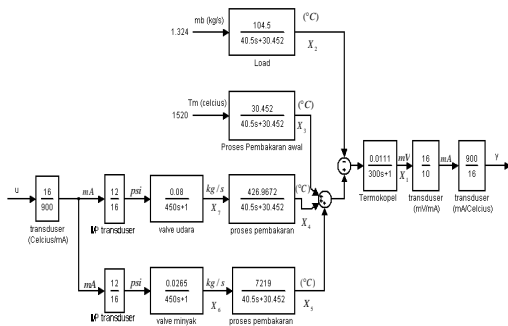 mb (kg/s)
(°C)
1.324
104.5
40.5s+30.452
X2
Load
Tm (celcius)
1520
30.452
40.5s+30.452
(°C)
X3
Proses Pembakaran awal
u
16
900
transduser
(Celcius/mA)
mA
12
16
I/P transduser
psi
0.08
450s+1
valve udara
kg / s
X7
426.9672
40.5s+30.452
proses pembakaran
(°C)
X4
0.0111
300s+1
Termokopel
mV
X1
16
10
transduser
(mV/mA)
mA
900
16
transduser
(mA/Celcius)
y
mA
12
16
I/P transduser
psi
0.0265
450s+1
valve minyak
kg / s
X6
7219
40.5s+30.452
proses pembakaran
(°C)
X5